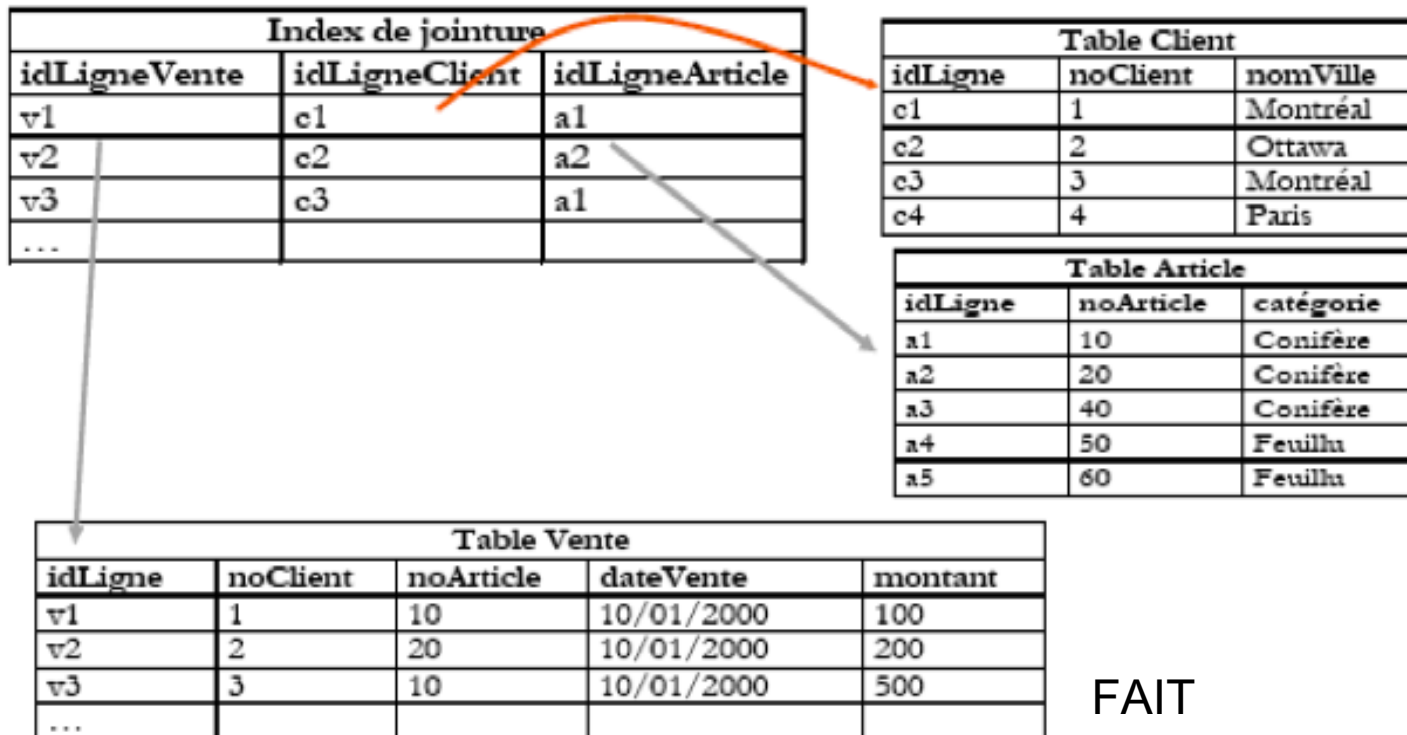 Index de jointure
idLigneVente idLigneClient idLigneArticle
v1 c1 a1
v2 c2 a2
v3 c3 a1
...
Table Client
idLigne noClient nomVille
c1 1 Montréal
c2 2 Ottawa
c3 3 Montréal
c4 4 Paris
Table Article
idLigne noArticle catégorie
a1 10 Conifère
a2 20 Conifère
a3 40 Conifère
a4 50 Feuillu
a5 60 Feuillu
Table Vente
idLigne noClient noArticle dateVente montant
v1 1 10 10/01/2000 100
v2 2 20 10/01/2000 200
v3 3 10 10/01/2000 500
...
FAIT